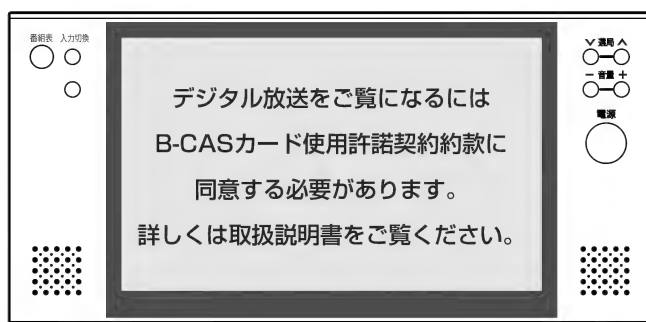 番組表 入力切換
∨ 選局 ∧
− 音量 +
電源
デジタル放送をご覧になるには
B-CASカード使用許諾契約約款に
同意する必要があります。
詳しくは取扱説明書をご覧ください。